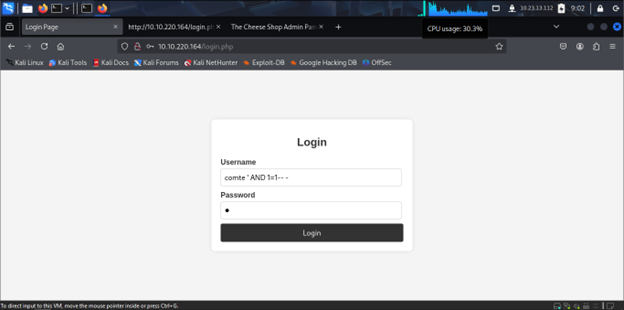 10.23.13.112
9:02
Login Page
http://10.10.220.164/login.ph
The Cheese Shop Admin Pa
CPU usage: 30.3%
10.10.220.164/login.php
Kali Linux Kali Tools Kali Docs Kali Forums Kali NetHunter Exploit-DB Google Hacking DB OffSec
Login
Username
comte ' AND 1=1-- -
Password
Login
To direct input to this VM, move the mouse pointer inside or press Ctrl+G.